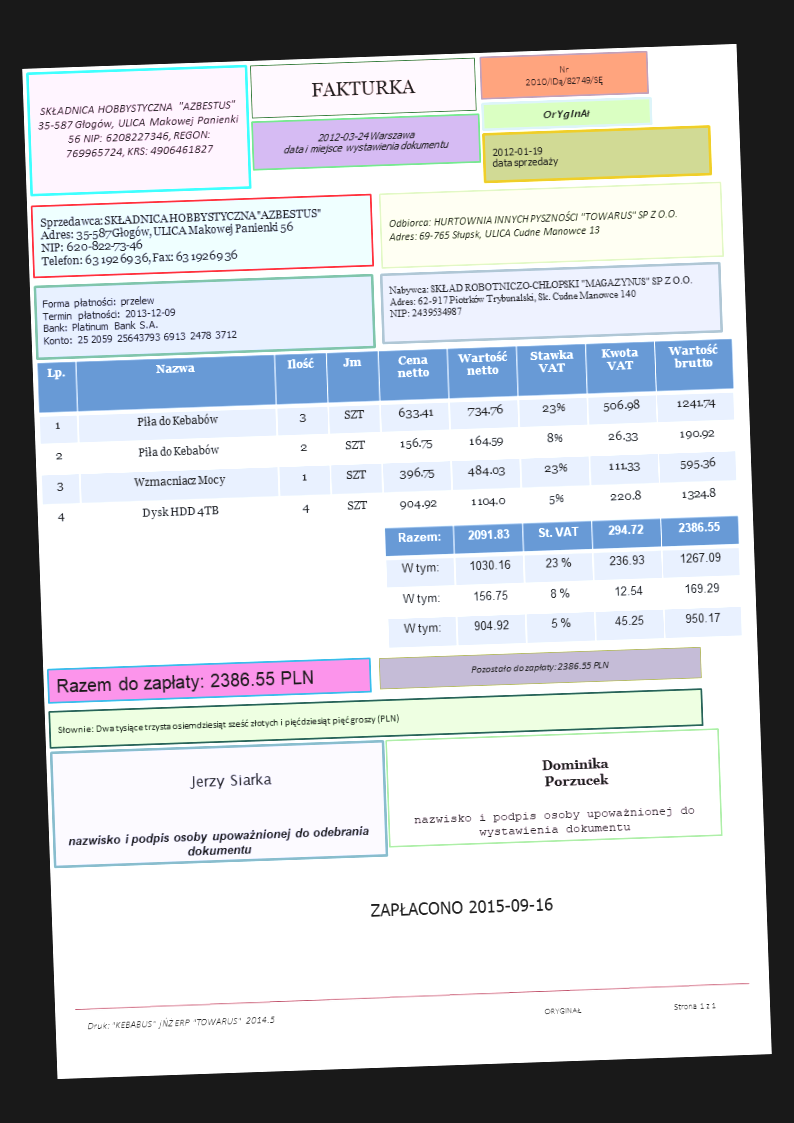 SKŁADNICA HOBBYSTYCZNA "AZBESTUS"
35-587 Głogów, ULICA Makowej Panienki
56 NIP: 6208227346, REGON:
769965724, KRS: 4906461827
FAKTURKA
2012-03-24 Warszawa
data i miejsce wystawienia dokumentu
Nr
2010/IDą/82749/SĘ
OrYgInAł
2012-01-19
data sprzedaży
Sprzedawca: SKŁADNICA HOBBYSTYCZNA "AZBESTUS"
Adres: 35-587 Głogów, ULICA Makowej Panienki 56
NIP: 620-822-73-46
Telefon: 63 192 69 36, Fax: 63 192 69 36
Odbiorca: HURTOWNIA INNYCH PYSZNOŚCI "TOWARUS" SP Z O.O.
Adres: 69-765 Słupsk, ULICA Cudne Manowce 13
Forma płatności: przelew
Termin płatności: 2013-12-09
Bank: Platinum Bank S.A.
Konto: 25 2059 25643793 6913 2478 3712
Nabywca: SKŁAD ROBOTNICZO-CHŁOPSKI "MAGAZYNUS" SP Z O.O.
Adres: 62-917 Piotrków Trybunalski, Sk. Cudne Manowce 140
NIP: 2439534987
Lp. Nazwa Ilość Jm Cena netto Wartość netto Stawka VAT Kwota VAT Wartość brutto
1 Piła do Kebabów 3 SZT 633.41 734.76 23% 506.98 1241.74
2 Piła do Kebabów 2 SZT 156.75 164.59 8% 26.33 190.92
3 Wzmacniacz Mocy 1 SZT 396.75 484.03 23% 111.33 595.36
4 Dysk HDD 4TB 4 SZT 904.92 1104.0 5% 220.8 1324.8
Razem: 2091.83 St. VAT 294.72 2386.55
W tym: 1030.16 23 % 236.93 1267.09
W tym: 156.75 8 % 12.54 169.29
W tym: 904.92 5 % 45.25 950.17
Razem do zapłaty: 2386.55 PLN
Pozostało do zapłaty: 2386.55 PLN
Słownie: Dwa tysiące trzysta osiemdziesiąt sześć złotych i pięćdziesiąt pięć groszy (PLN)
Jerzy Siarka
nazwisko i podpis osoby upoważnionej do odebrania
dokumentu
Dominika
Porzucek
nazwisko i podpis osoby upoważnionej do
wystawienia dokumentu
ZAPŁACONO 2015-09-16
Druk: "KEBABUS" jŃŻ ERP "TOWARUS" 2014.5
ORYGINAŁ
Strona 1 z 1